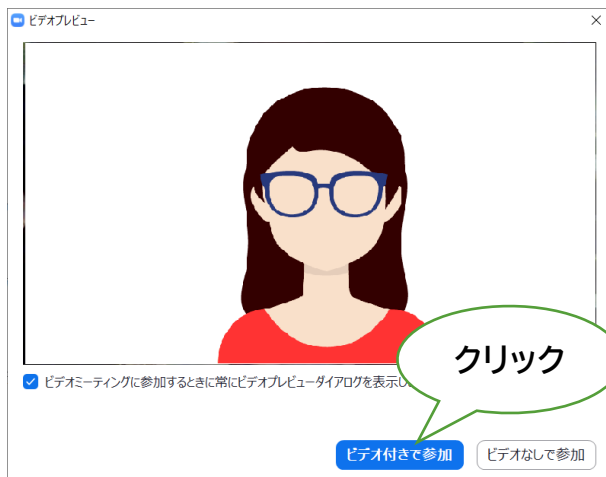 ビデオプレビュー
クリック
ビデオミーティングに参加するときに常にビデオプレビューダイアログを表示し
ビデオ付きで参加
ビデオなしで参加